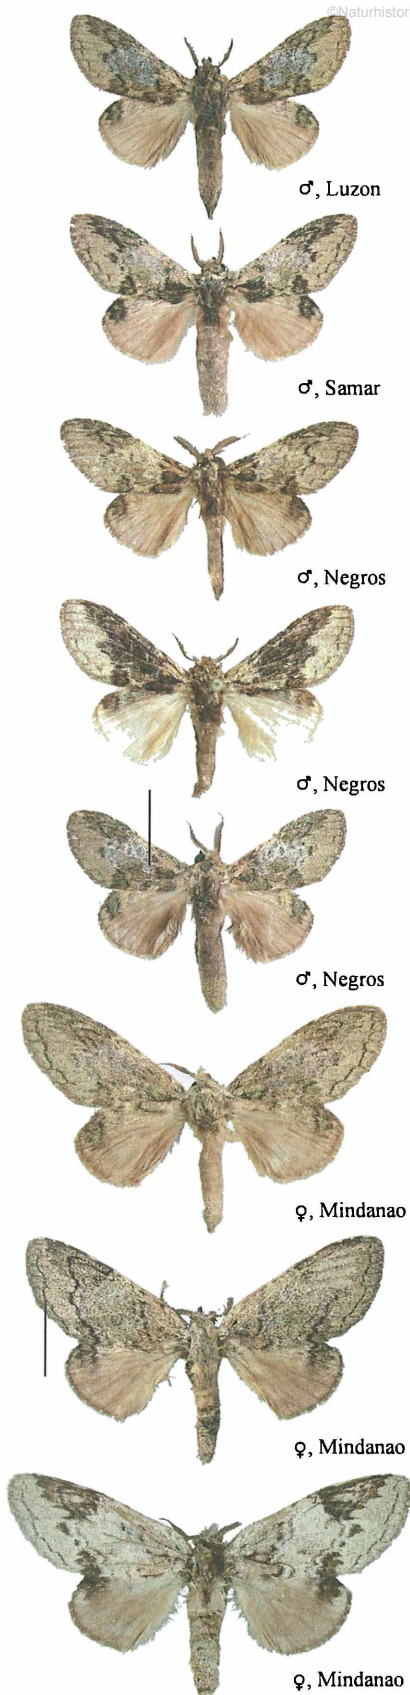 ©Naturhistor
♂, Luzon
♂, Samar
♂, Negros
♂, Negros
♂, Negros
♀, Mindanao
♀, Mindanao
♀, Mindanao